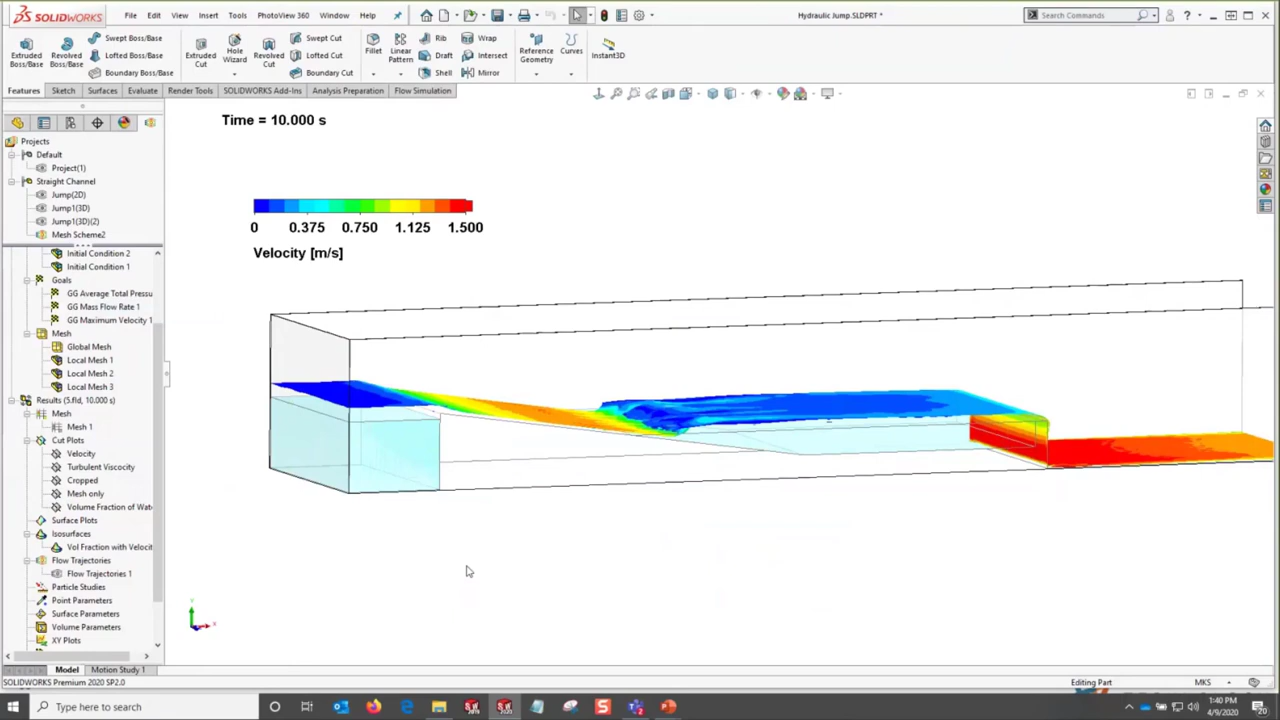 SOLIDWORKS
File
Edit
View
Insert
Tools
PhotoView 360
Window
Help
Hydraulic Jump.SLDPRT *
Search Commands
Extruded Boss/Base
Revolved Boss/Base
Swept Boss/Base
Lofted Boss/Base
Boundary Boss/Base
Extruded Cut
Hole Wizard
Revolved Cut
Swept Cut
Lofted Cut
Boundary Cut
Fillet
Linear Pattern
Rib
Draft
Shell
Wrap
Intersect
Mirror
Reference Geometry
Curves
Instant3D
Features
Sketch
Surfaces
Evaluate
Render Tools
SOLIDWORKS Add-Ins
Analysis Preparation
Flow Simulation
Projects
Default
Project(1)
Straight Channel
Jump(2D)
Jump1(3D)
Jump1(3D)(2)
Mesh Scheme2
Initial Condition 2
Initial Condition 1
Goals
GG Average Total Pressu
GG Mass Flow Rate 1
GG Maximum Velocity 1
Mesh
Global Mesh
Local Mesh 1
Local Mesh 2
Local Mesh 3
Results (5.fld, 10.000 s)
Mesh
Mesh 1
Cut Plots
Velocity
Turbulent Viscocity
Cropped
Mesh only
Volume Fraction of Wate
Surface Plots
Isosurfaces
Vol Fraction with Velocit
Flow Trajectories
Flow Trajectories 1
Particle Studies
Point Parameters
Surface Parameters
Volume Parameters
XY Plots
Time = 10.000 s
0 0.375 0.750 1.125 1.500
Velocity [m/s]
Model
Motion Study 1
SOLIDWORKS Premium 2020 SP2.0
Editing Part
MKS
Type here to search
1:40 PM
4/9/2020
20